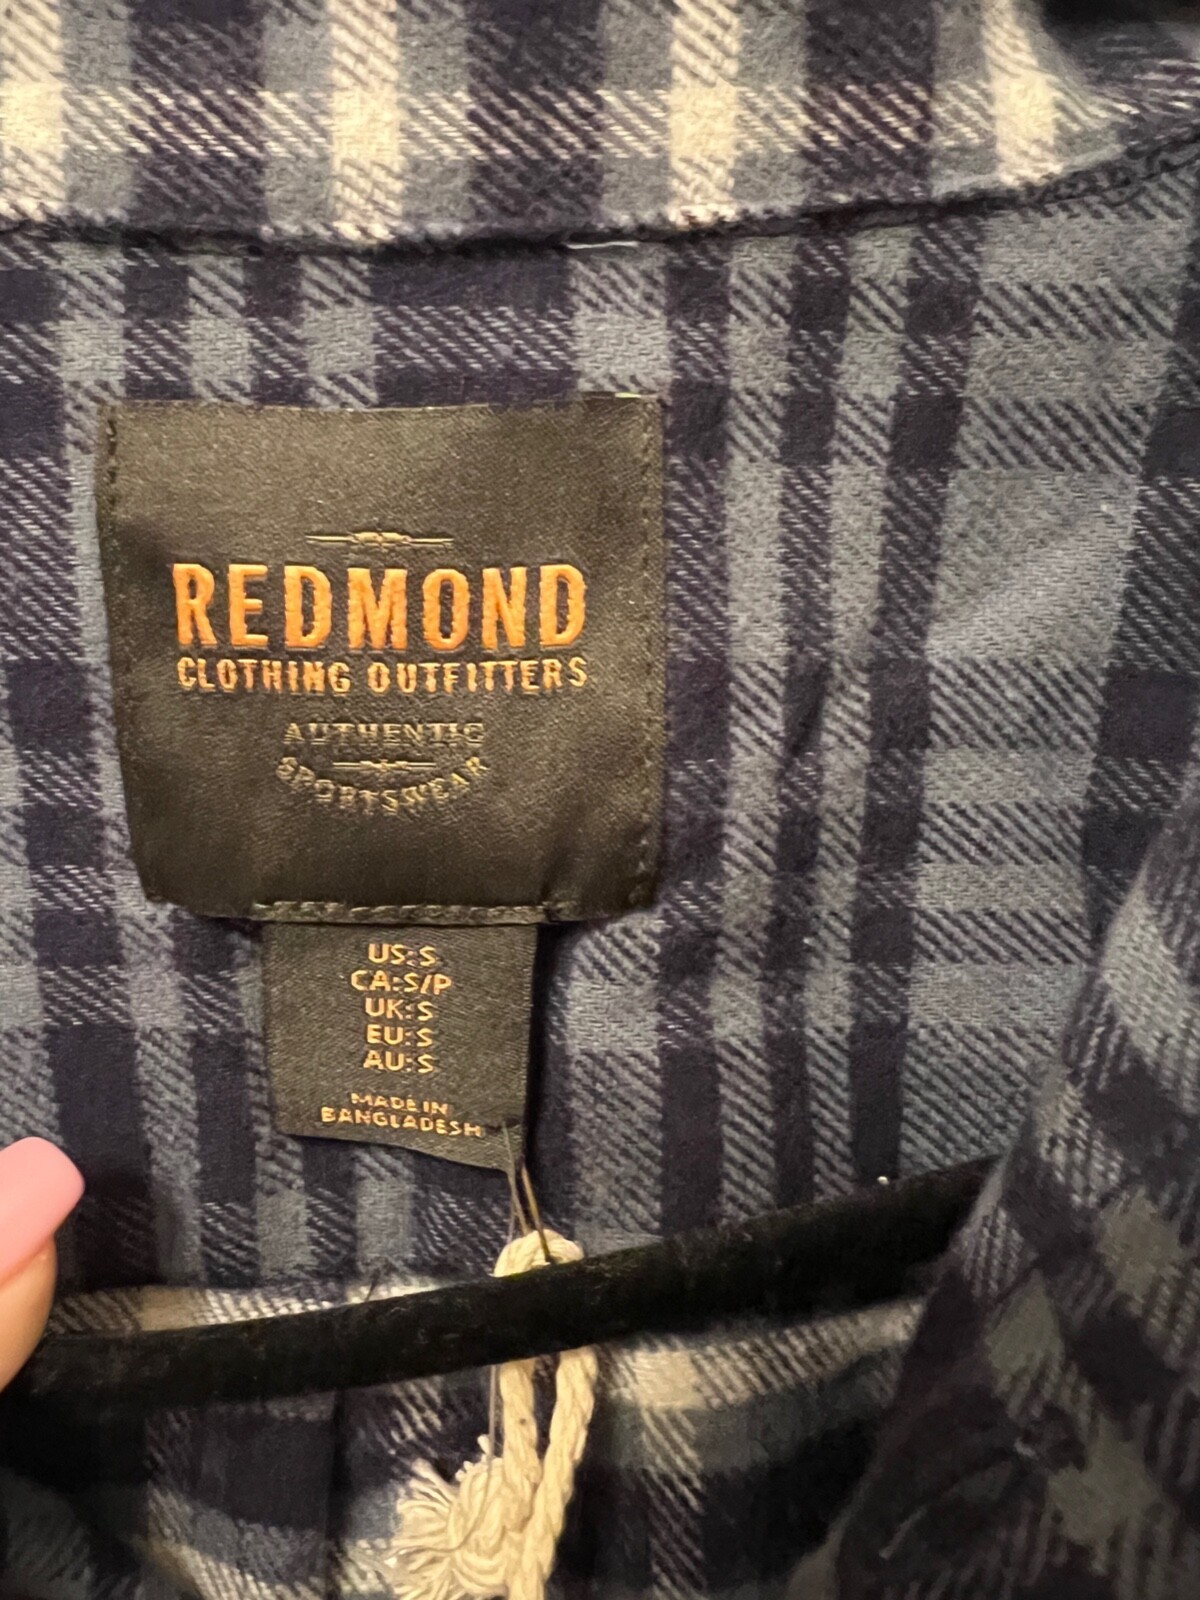 REDMOND
CLOTHING OUTFITTERS
AUTHENTIC
SPORTSWEAR
US:S
CA:S/P
UK:S
EU:S
AU:S
MADE IN
BANGLADESH